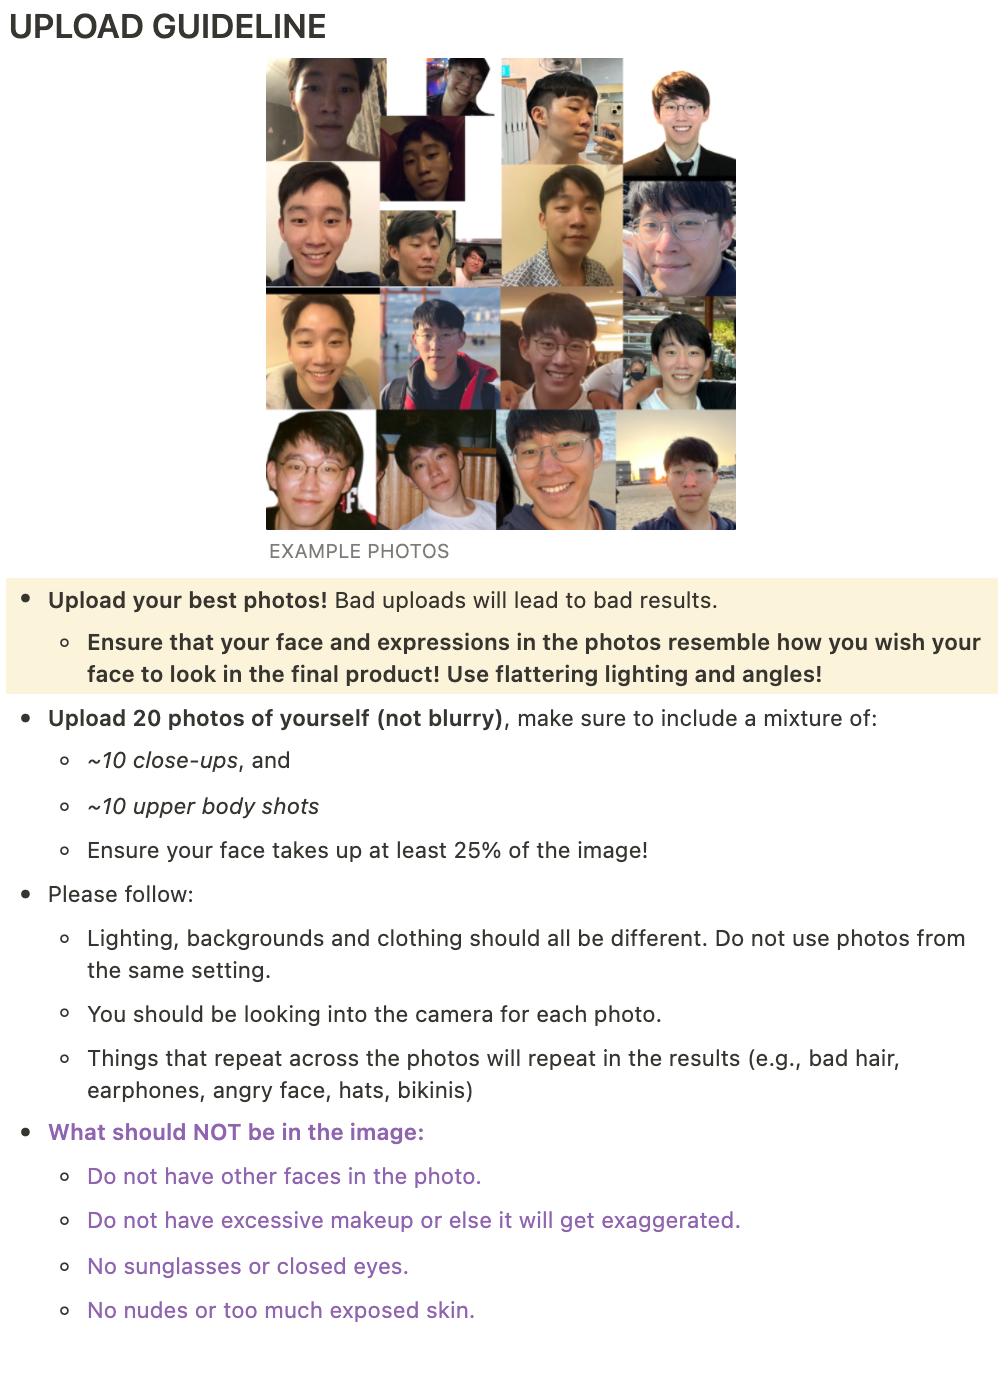 UPLOAD GUIDELINE
EXAMPLE PHOTOS
Upload your best photos! Bad uploads will lead to bad results.
Ensure that your face and expressions in the photos resemble how you wish your
face to look in the final product! Use flattering lighting and angles!
Upload 20 photos of yourself (not blurry), make sure to include a mixture of:
~10 close-ups, and
~10 upper body shots
Ensure your face takes up at least 25% of the image!
Please follow:
Lighting, backgrounds and clothing should all be different. Do not use photos from
the same setting.
You should be looking into the camera for each photo.
Things that repeat across the photos will repeat in the results (e.g., bad hair,
earphones, angry face, hats, bikinis)
What should NOT be in the image:
Do not have other faces in the photo.
Do not have excessive makeup or else it will get exaggerated.
No sunglasses or closed eyes.
No nudes or too much exposed skin.